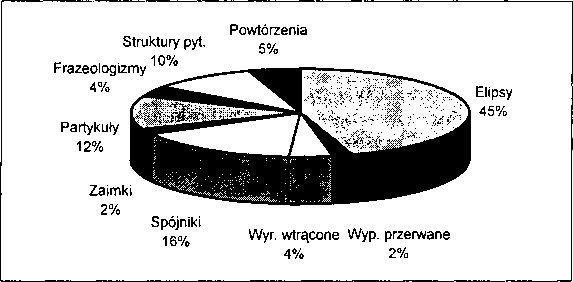 Powtórzenia
5%
Struktury pyt.
10%
Frazeologizmy
4%
Elipsy
45%
Partykuły
12%
Zaimki
2%
Spójniki
16%
Wyr. wtrącone
4%
Wyp. przerwane
2%